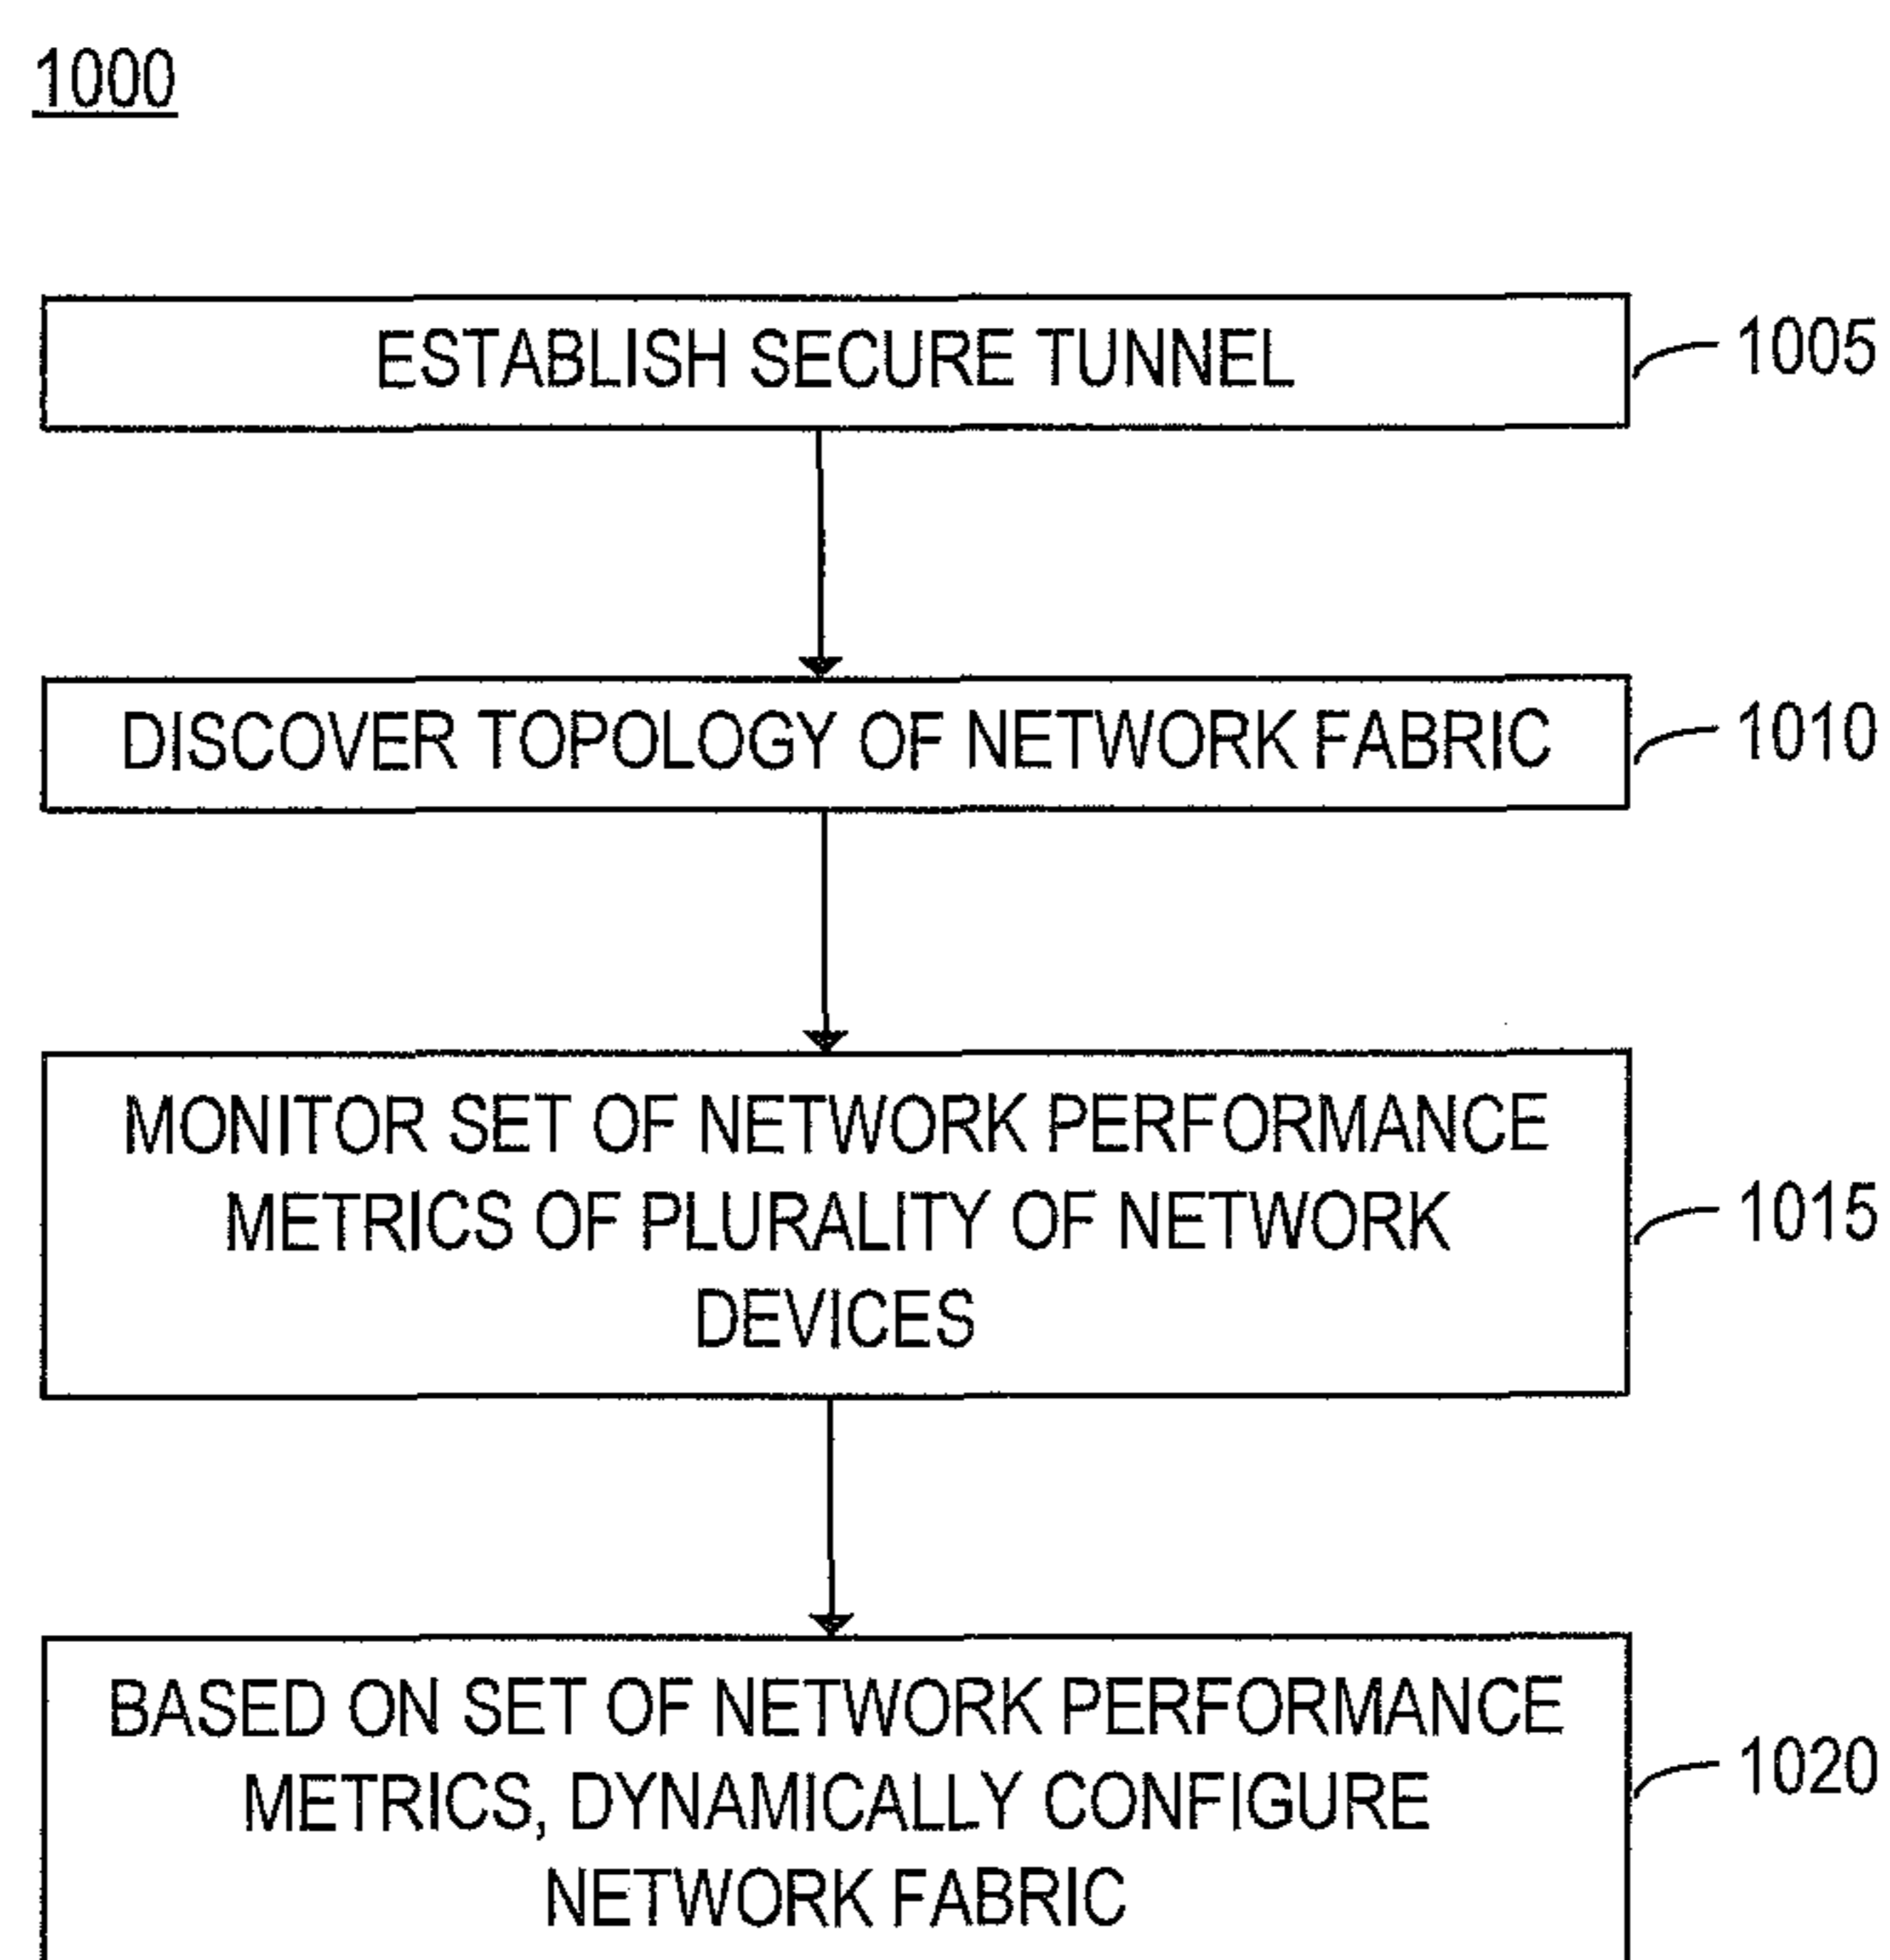 1000
ESTABLISH SECURE TUNNEL
1005
DISCOVER TOPOLOGY OF NETWORK FABRIC
1010
MONITOR SET OF NETWORK PERFORMANCE
METRICS OF PLURALITY OF NETWORK
DEVICES
1015
BASED ON SET OF NETWORK PERFORMANCE
METRICS, DYNAMICALLY CONFIGURE
NETWORK FABRIC
1020